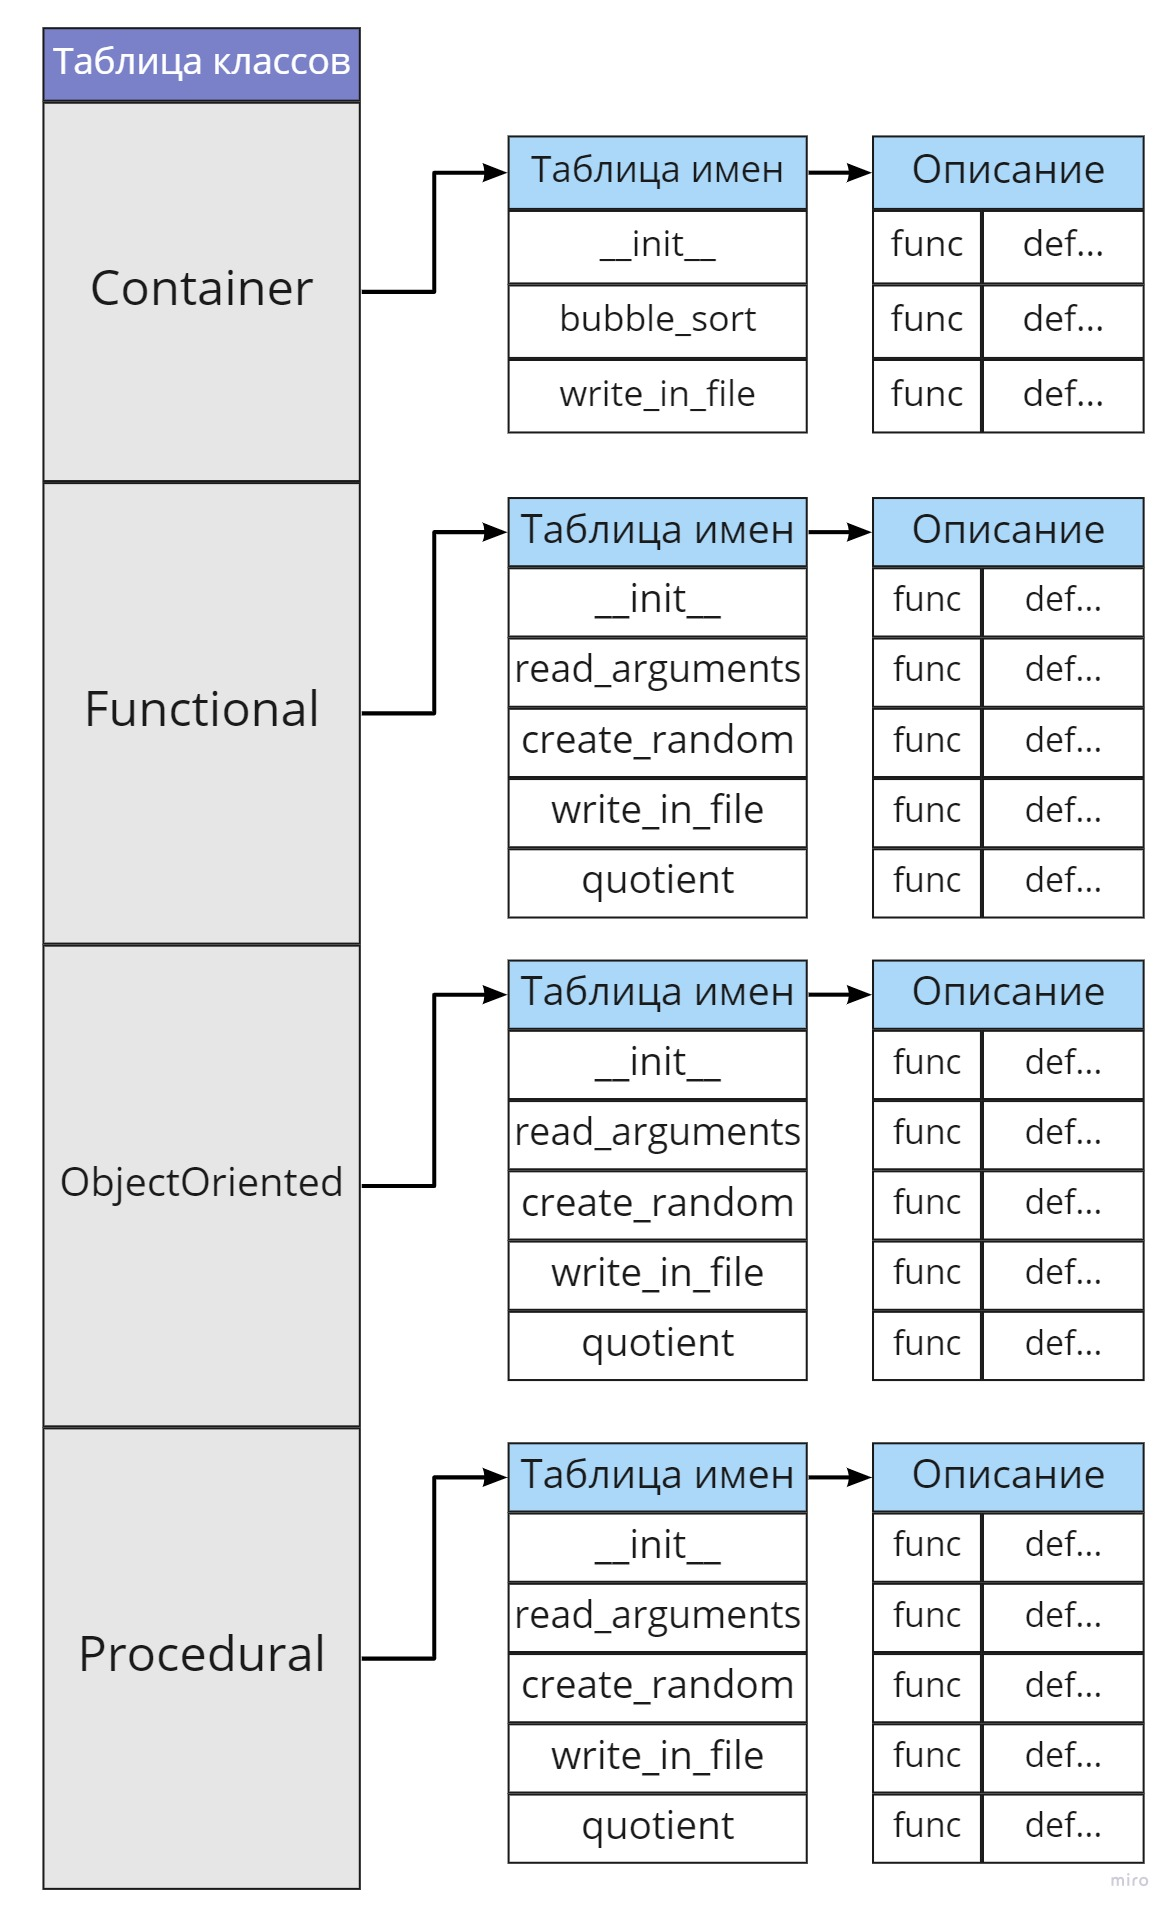 Таблица классов
Container
Таблица имен
Описание
__init__
func
def...
bubble_sort
func
def...
write_in_file
func
def...
Functional
Таблица имен
Описание
__init__
func
def...
read_arguments
func
def...
create_random
func
def...
write_in_file
func
def...
quotient
func
def...
ObjectOriented
Таблица имен
Описание
__init__
func
def...
read_arguments
func
def...
create_random
func
def...
write_in_file
func
def...
quotient
func
def...
Procedural
Таблица имен
Описание
__init__
func
def...
read_arguments
func
def...
create_random
func
def...
write_in_file
func
def...
quotient
func
def...
miro